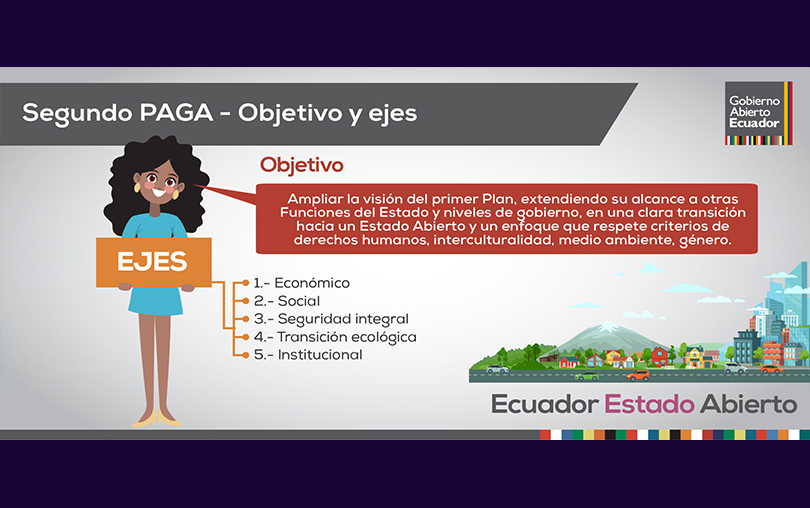 Segundo PAGA - Objetivo y ejes
Gobierno
Abierto
Ecuador
Objetivo
Ampliar la visión del primer Plan, extendiendo su alcance a otras
Funciones del Estado y niveles de gobierno, en una clara transición
hacia un Estado Abierto y un enfoque que respete criterios de
derechos humanos, interculturalidad, medio ambiente, género.
EJES
1.- Económico
2.- Social
3.- Seguridad integral
4.- Transición ecológica
5.- Institucional
Ecuador Estado Abierto